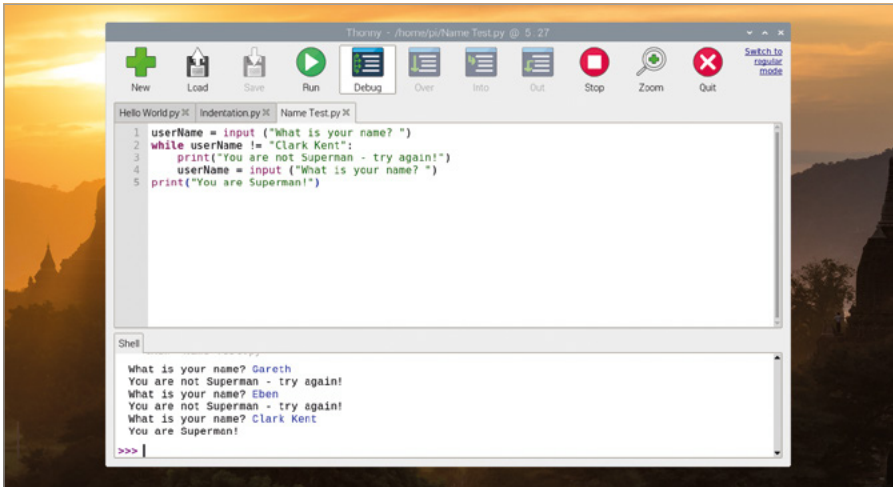 Thonny - /home/pi/Name Test.py @ 5 : 27
New Load Save Run Debug Over Into Out Stop Zoom Quit
Switch to
regular
mode
Hello World.py Indentation.py Name Test.py
1 userName = input ("What is your name? ")
2 while userName != "Clark Kent":
3     print("You are not Superman - try again!")
4     userName = input ("What is your name? ")
5 print("You are Superman!")
Shell
What is your name? Gareth
You are not Superman - try again!
What is your name? Eben
You are not Superman - try again!
What is your name? Clark Kent
You are Superman!
>>>